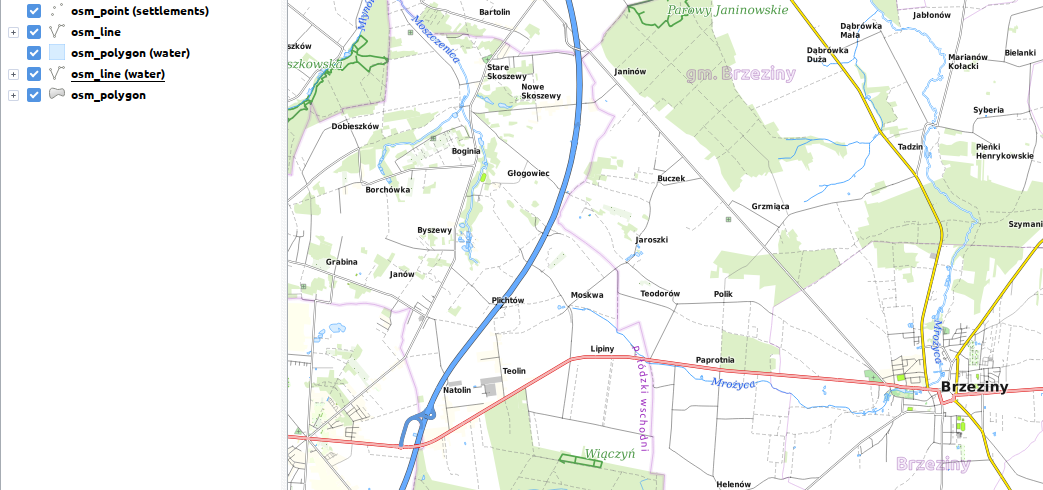 osm_point (settlements)
osm_line
osm_polygon (water)
osm_line (water)
osm_polygon
Bartolin
Moszczenica
Parowy Janinowskie
Jabłonów
Dąbrówka
Mała
Dąbrówka
Duża
szków
szkowska
Stare
Skoszewy
Nowe
Skoszewy
Janinów
gm. Brzeziny
Marianów
Kołacki
Bielanki
Syberia
Dobieszków
Boginia
Tadzin
Pieńki
Henrykowskie
Głogowiec
Buczek
Borchówka
Grzmiąca
Byszewy
Jaroski
Szymani
Grabina
Janów
Plichtów
Moskwa
Teodorów
Polik
Mrożyca
Lipiny
Paprotnia
Teolin
Natolin
Mrożyca
Brzeziny
p. łódzki wschodni
Wiączyń
Brzeziny
Helenów